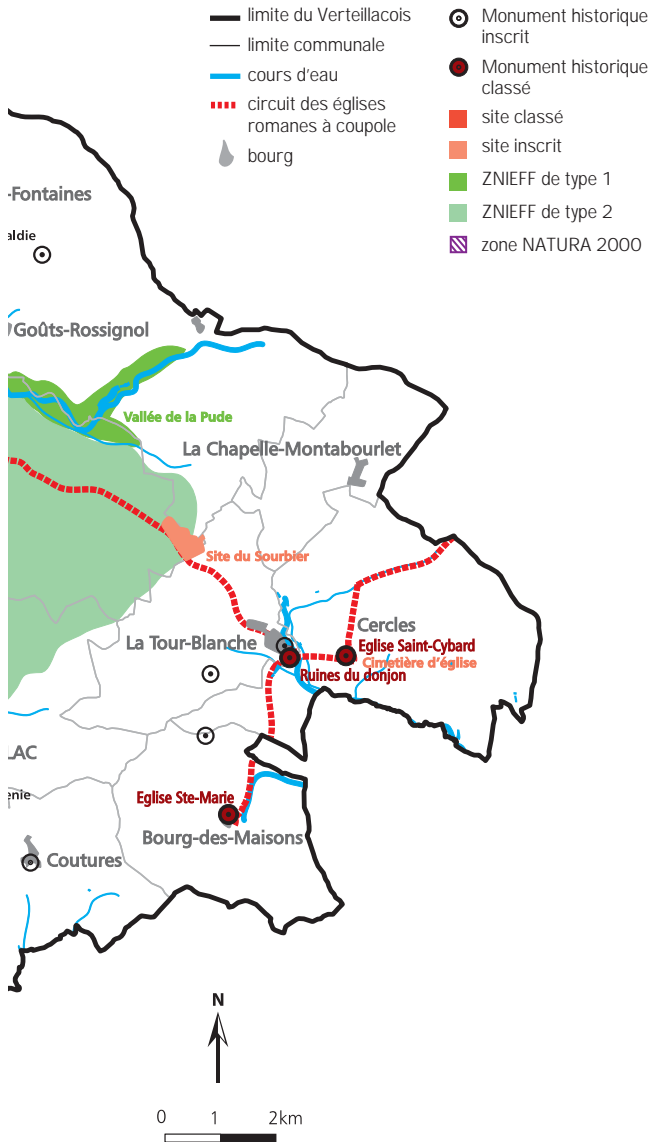 limite du Verteillacois
limite communale
cours d'eau
circuit des églises
romanes à coupole
bourg
Monument historique
inscrit
Monument historique
classé
site classé
site inscrit
ZNIEFF de type 1
ZNIEFF de type 2
zone NATURA 2000
-Fontaines
aldie
Goûts-Rossignol
Vallée de la Pude
La Chapelle-Montabourlet
Site du Sourbier
Cercles
La Tour-Blanche
Eglise Saint-Cybard
Cimetière d'église
Ruines du donjon
LAC
enie
Eglise Ste-Marie
Bourg-des-Maisons
Coutures
N
0 1 2km